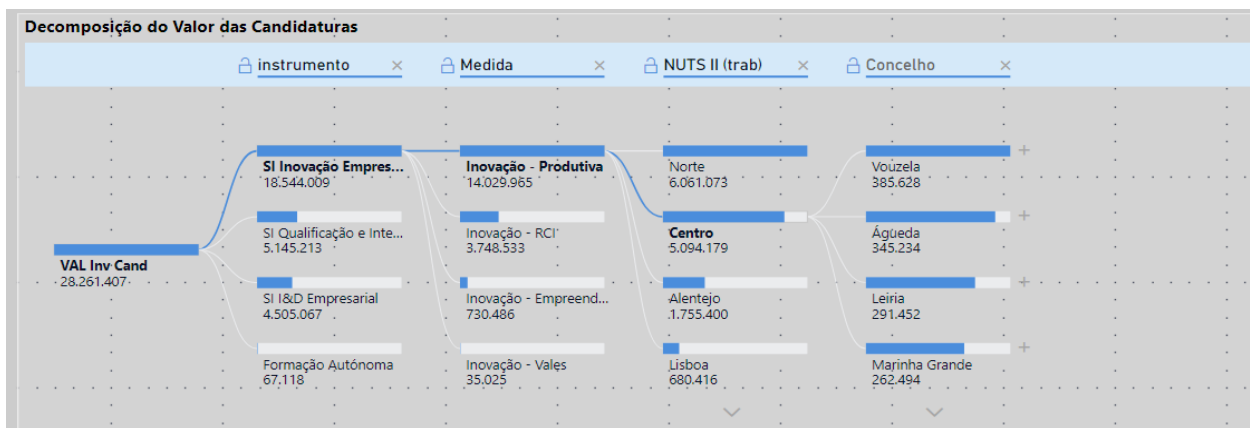 Decomposição do Valor das Candidaturas
instrumento
Medida
NUTS II (trab)
Concelho
VAL Inv Cand
28.261.407
SI Inovação Empres...
18.544.009
SI Qualificação e Inte...
5.145.213
SI I&D Empresarial
4.505.067
Formação Autónoma
67.118
Inovação - Produtiva
14.029.965
Inovação - RCI
3.748.533
Inovação - Empreend...
730.486
Inovação - Vales
35.025
Norte
6.061.073
Centro
5.094.179
Alentejo
1.755.400
Lisboa
680.416
Vouzela
385.628
Águeda
345.234
Leiria
291.452
Marinha Grande
262.494